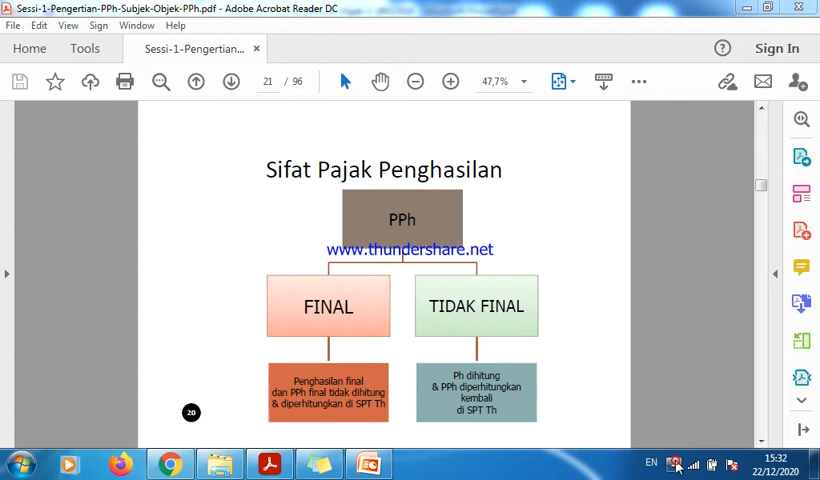 Sessi-1-Pengertian-PPh-Subjek-Objek-PPh.pdf - Adobe Acrobat Reader DC
File Edit View Sign Window Help
Home Tools Sessi-1-Pengertian... × Sign In
21 / 96 47,7%
Sifat Pajak Penghasilan
PPh
www.thundershare.net
FINAL TIDAK FINAL
Penghasilan final
dan PPh final tidak dihitung
& diperhitungkan di SPT Th
Ph dihitung
& PPh diperhitungkan
kembali
di SPT Th
20
EN 15:32
22/12/2020